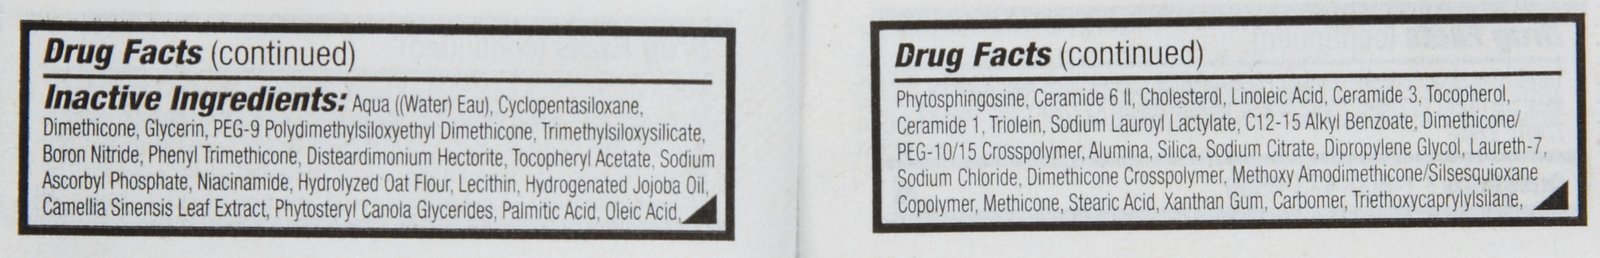 Drug Facts (continued)
Inactive Ingredients: Aqua ((Water) Eau), Cyclopentasiloxane,
Dimethicone, Glycerin, PEG-9 Polydimethylsiloxyethyl Dimethicone, Trimethylsiloxysilicate,
Boron Nitride, Phenyl Trimethicone, Disteardimonium Hectorite, Tocopheryl Acetate, Sodium
Ascorbyl Phosphate, Niacinamide, Hydrolyzed Oat Flour, Lecithin, Hydrogenated Jojoba Oil,
Camellia Sinensis Leaf Extract, Phytosteryl Canola Glycerides, Palmitic Acid, Oleic Acid,
Drug Facts (continued)
Phytosphingosine, Ceramide 6 II, Cholesterol, Linoleic Acid, Ceramide 3, Tocopherol,
Ceramide 1, Triolein, Sodium Lauroyl Lactylate, C12-15 Alkyl Benzoate, Dimethicone/
PEG-10/15 Crosspolymer, Alumina, Silica, Sodium Citrate, Dipropylene Glycol, Laureth-7,
Sodium Chloride, Dimethicone Crosspolymer, Methoxy Amodimethicone/Silsesquioxane
Copolymer, Methicone, Stearic Acid, Xanthan Gum, Carbomer, Triethoxycaprylylsilane,